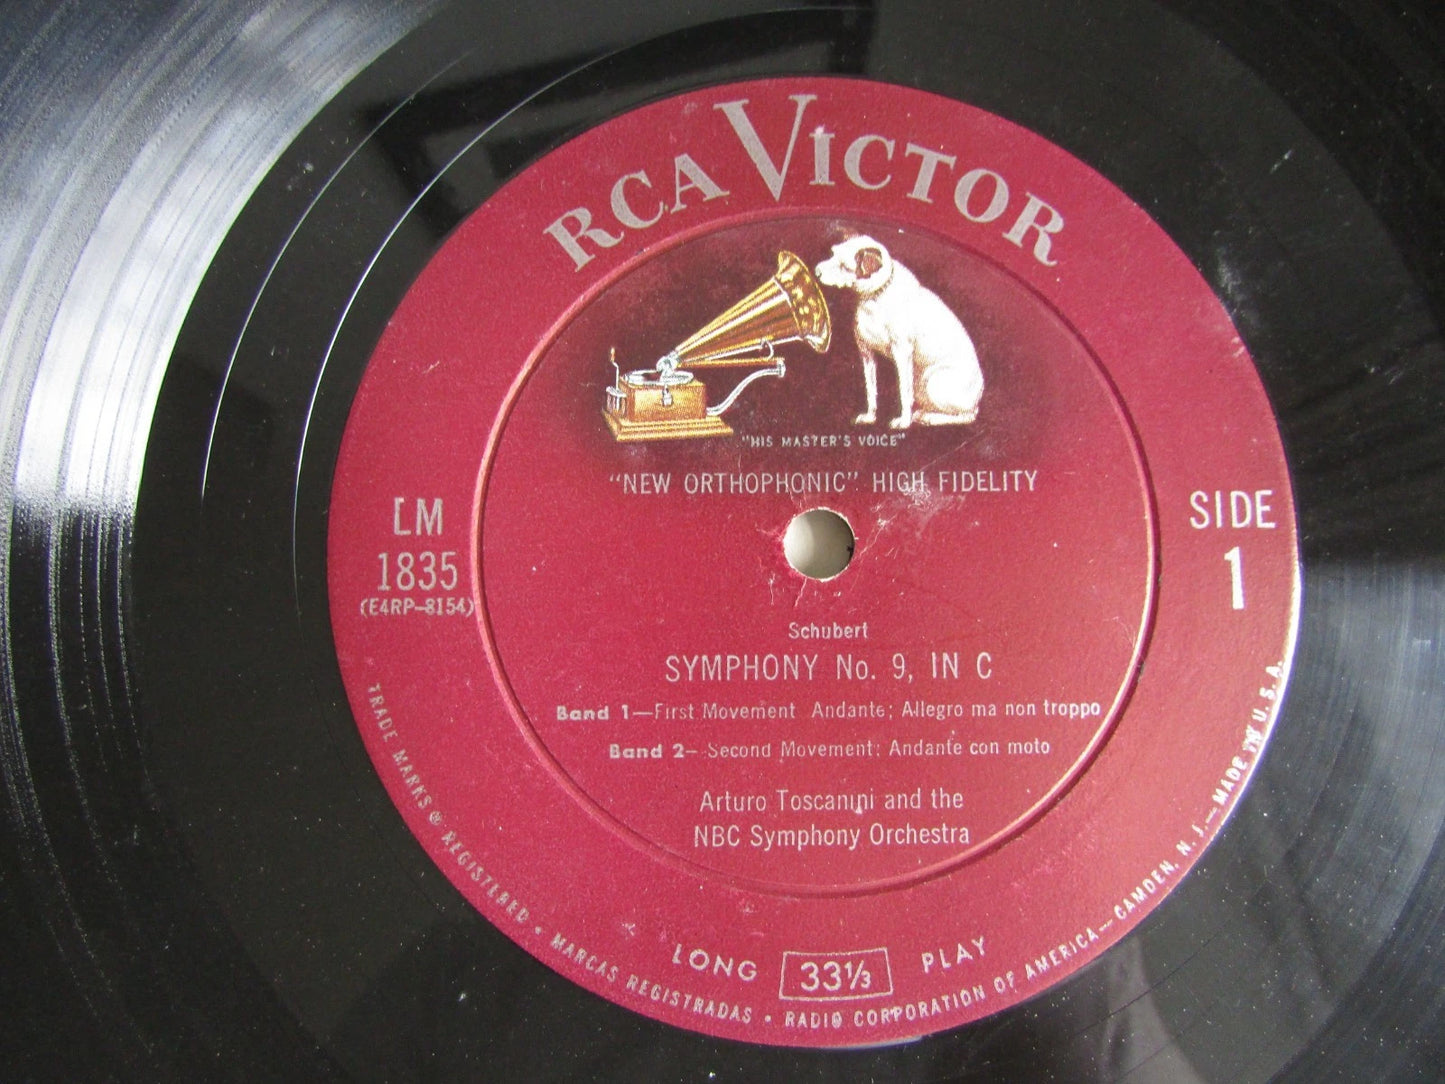 RCA VICTOR
"HIS MASTER'S VOICE"
"NEW ORTHOPHONIC" HIGH FIDELITY
LM
1835
(E4RP-8154)
SIDE
1
Schubert
SYMPHONY No. 9, IN C
Band 1—First Movement Andante; Allegro ma non troppo
Band 2— Second Movement: Andante con moto
Arturo Toscanini and the
NBC Symphony Orchestra
LONG 33⅓ PLAY
TRADE MARKS ® REGISTERED • MARCAS REGISTRADAS • RADIO CORPORATION OF AMERICA—CAMDEN, N. J.—MADE IN U. S. A.